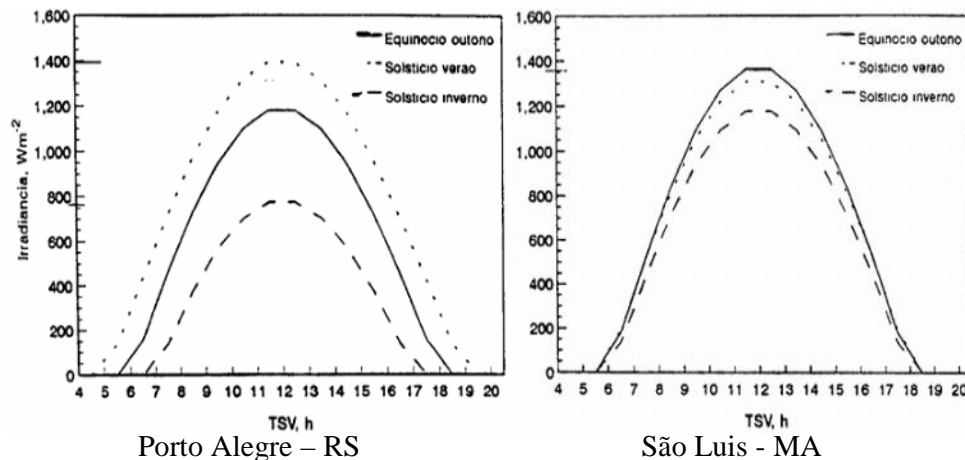 1,600
1,400
1,200
1,000
800
600
400
200
0
Irradiancia, Wm-2
Equinocio outono
Solsticio verao
Solsticio inverno
4 5 6 7 8 9 10 11 12 13 14 15 16 17 18 19 20
TSV, h
Porto Alegre – RS
1,600
1,400
1,200
1,000
800
600
400
200
0
Equinocio outono
Solsticio verao
Solsticio inverno
4 5 6 7 8 9 10 11 12 13 14 15 16 17 18 19 20
TSV, h
São Luis - MA